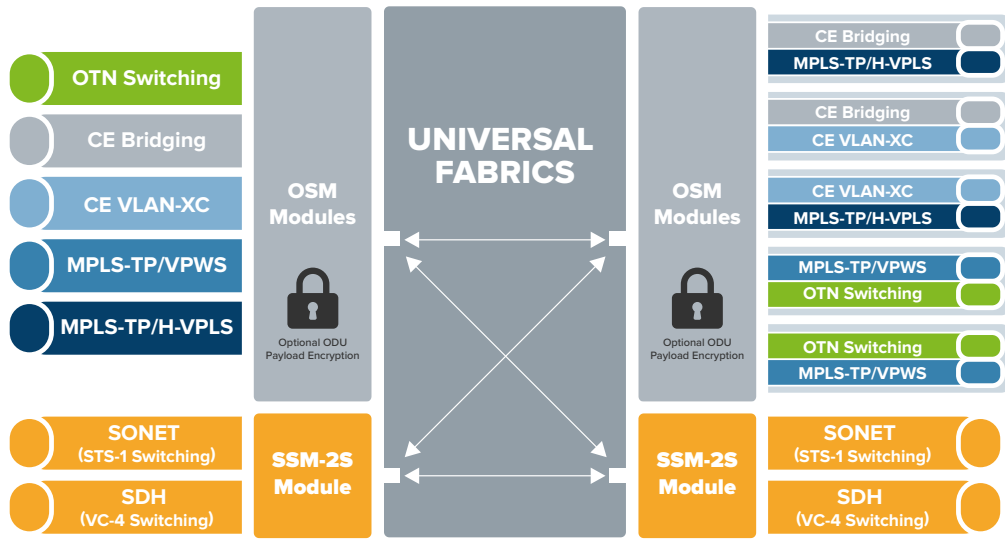 OTN Switching
CE Bridging
CE VLAN-XC
MPLS-TP/VPWS
MPLS-TP/H-VPLS
SONET
(STS-1 Switching)
SDH
(VC-4 Switching)
OSM
Modules
Optional ODU
Payload Encryption
SSM-2S
Module
UNIVERSAL
FABRICS
OSM
Modules
Optional ODU
Payload Encryption
SSM-2S
Module
CE Bridging
MPLS-TP/H-VPLS
CE Bridging
CE VLAN-XC
CE VLAN-XC
MPLS-TP/H-VPLS
MPLS-TP/VPWS
OTN Switching
OTN Switching
MPLS-TP/VPWS
SONET
(STS-1 Switching)
SDH
(VC-4 Switching)